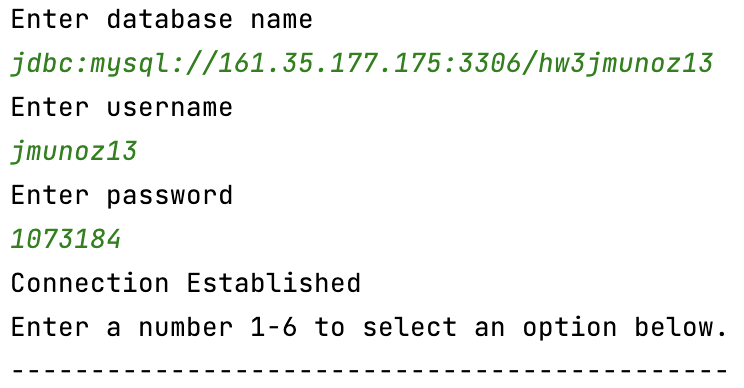 Enter database name
jdbc:mysql://161.35.177.175:3306/hw3jmunoz13
Enter username
jmunoz13
Enter password
1073184
Connection Established
Enter a number 1-6 to select an option below.
---------------------------------------------